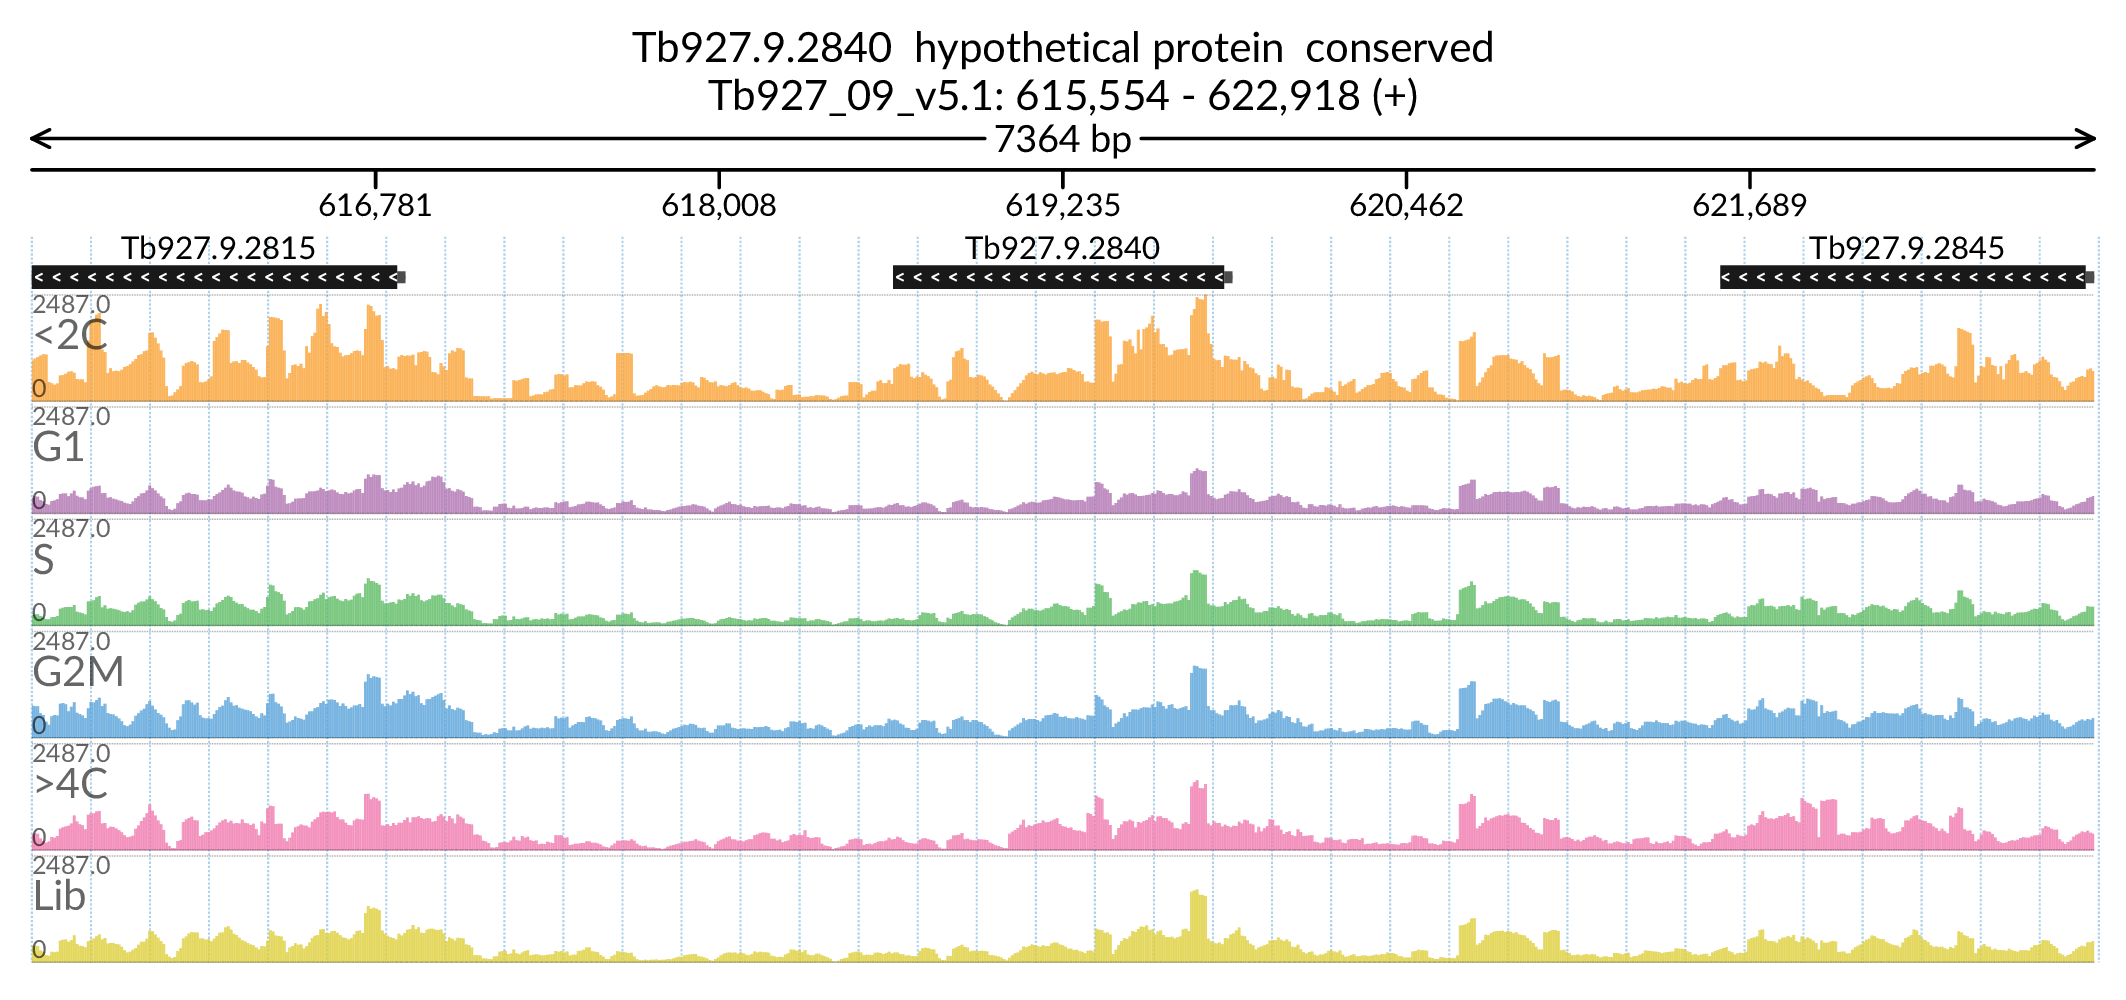 Tb927.9.2840  hypothetical protein  conserved
Tb927_09_v5.1: 615,554 - 622,918 (+)
7364 bp
616,781 618,008 619,235 620,462 621,689
Tb927.9.2815 Tb927.9.2840 Tb927.9.2845
2487.0
<2C
0
2487.0
G1
0
2487.0
S
0
2487.0
G2M
0
2487.0
>4C
0
2487.0
Lib
0